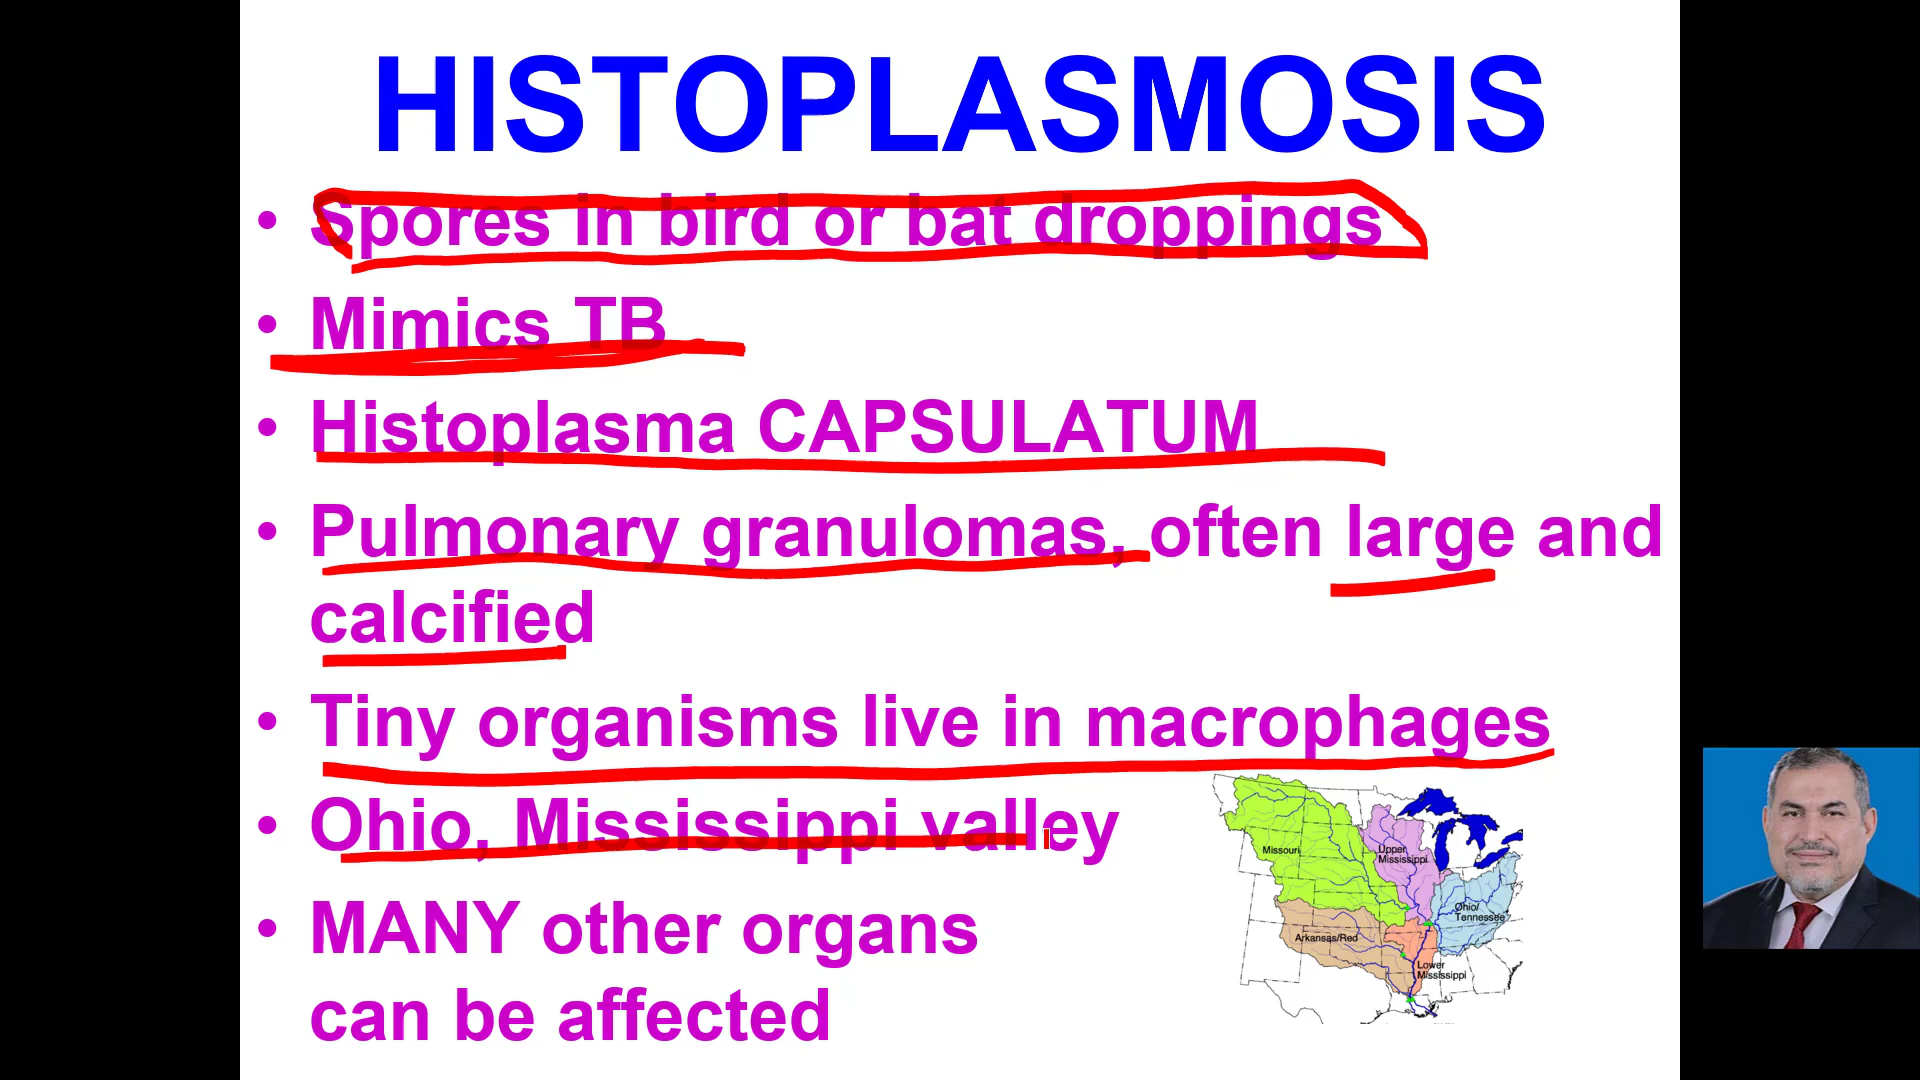 HISTOPLASMOSIS
• Spores in bird or bat droppings
• Mimics TB
• Histoplasma CAPSULATUM
• Pulmonary granulomas, often large and
calcified
• Tiny organisms live in macrophages
• Ohio, Mississippi valley
• MANY other organs
can be affected
Missouri
Upper
Mississippi
Ohio/
Tennessee
Arkansas/Red
Lower
Mississippi